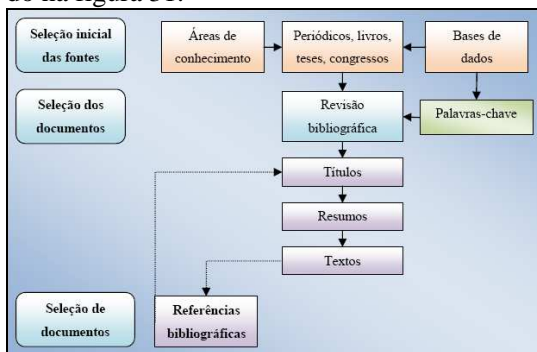 do na figura 31.
Seleção inicial
das fontes
Áreas de
conhecimento
Periódicos, livros,
teses, congressos
Bases de
dados
Seleção dos
documentos
Revisão
bibliográfica
Palavras-chave
Títulos
Resumos
Textos
Seleção de
documentos
Referências
bibliográficas